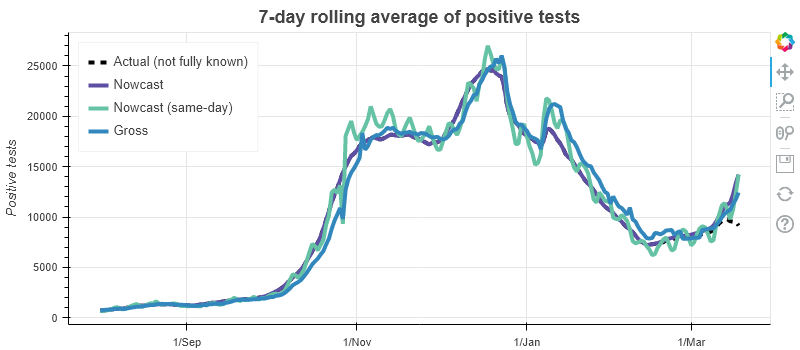 7-day rolling average of positive tests
Actual (not fully known)
Nowcast
Nowcast (same-day)
Gross
Positive tests
25000
20000
15000
10000
5000
0
1/Sep
1/Nov
1/Jan
1/Mar